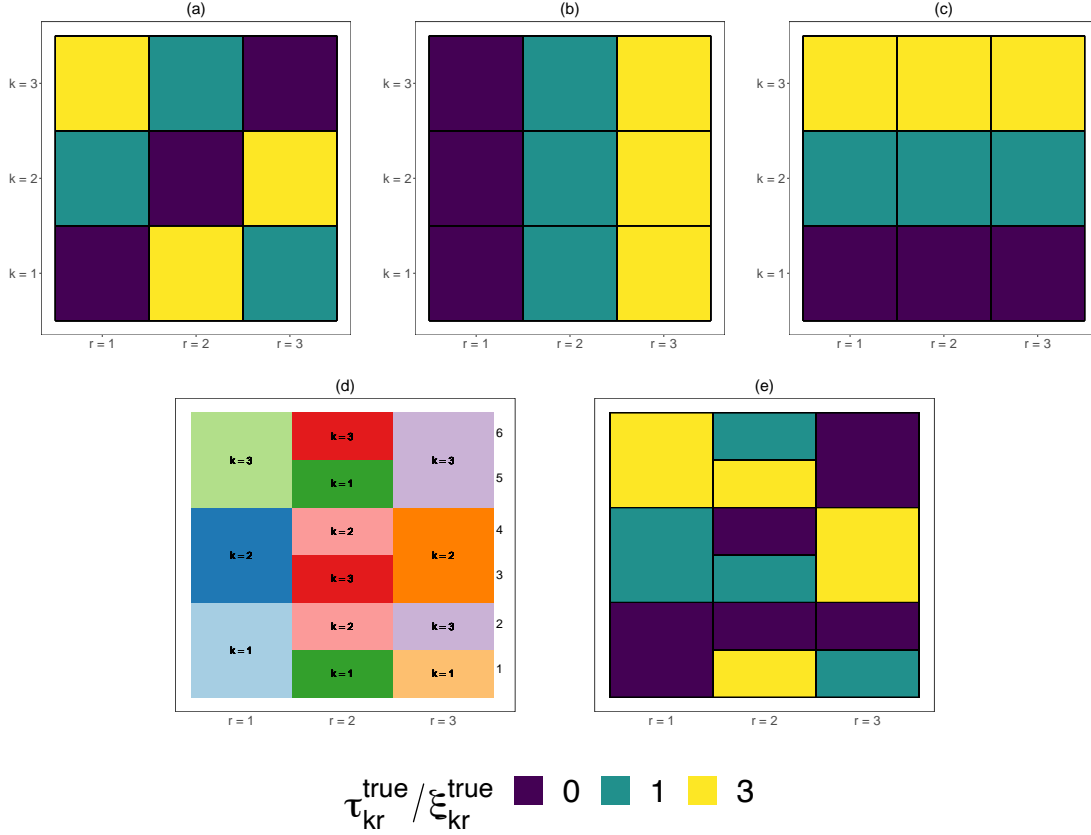 (a)
(b)
(c)
k = 3
k = 2
k = 1
r = 1
r = 2
r = 3
k = 3
k = 2
k = 1
r = 1
r = 2
r = 3
k = 3
k = 2
k = 1
r = 1
r = 2
r = 3
(d)
k = 3
k = 3
k = 3
6
k = 1
5
k = 2
k = 2
k = 2
4
k = 3
3
k = 1
k = 2
k = 3
2
k = 1
k = 1
1
r = 1
r = 2
r = 3
(e)
r = 1
r = 2
r = 3
τ_kr^true / ξ_kr^true 0 1 3